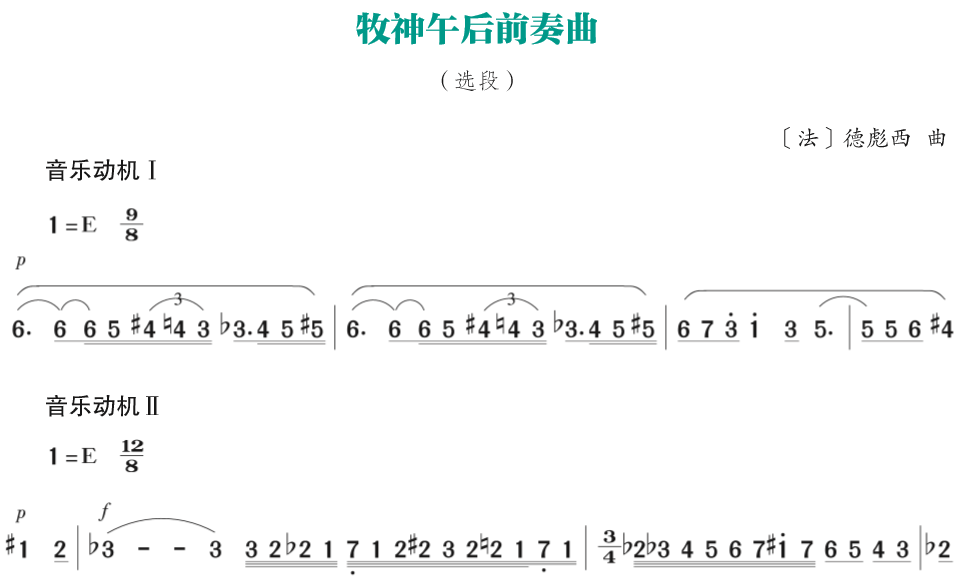 牧神午后前奏曲
（选段）
〔法〕德彪西 曲
音乐动机Ⅰ
1=E 9/8
p
6. 6 6 5 #4 ♮4 3 ♭3. 4 5 #5 | 6. 6 6 5 #4 ♮4 3 ♭3. 4 5 #5 | 6 7 3̇ 1̇ 3 5. | 5 5 6 #4
3 3
音乐动机Ⅱ
1=E 12/8
p f
#1 2 | ♭3 - - 3 3 2 ♭2 1 7̣ 1 2 #2 3 2 ♮2 1 7̣ 1 | 3/4 ♭2 ♭3 4 5 6 7 #1̇ 7 6 5 4 3 | ♭2